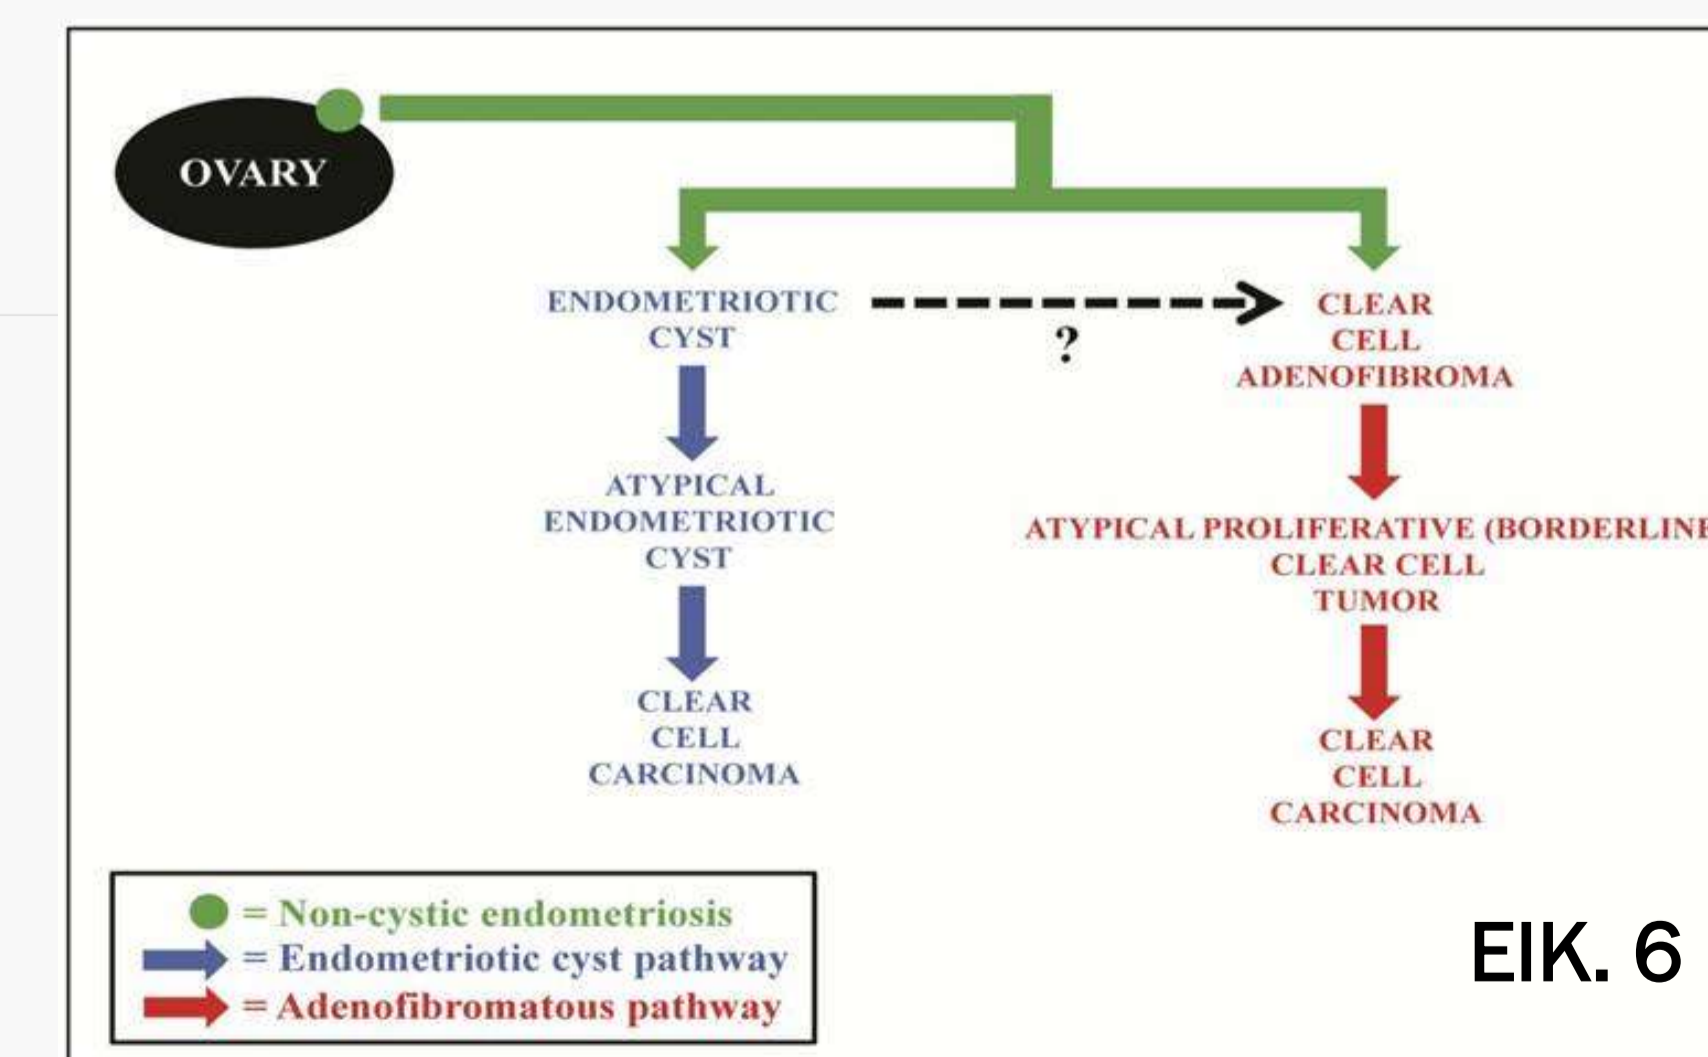 OVARY
ENDOMETRIOTIC
CYST
?
CLEAR
CELL
ADENOFIBROMA
ATYPICAL
ENDOMETRIOTIC
CYST
ATYPICAL PROLIFERATIVE (BORDERLINE
CLEAR CELL
TUMOR
CLEAR
CELL
CARCINOMA
CLEAR
CELL
CARCINOMA
= Non-cystic endometriosis
= Endometriotic cyst pathway
= Adenofibromatous pathway
ΕΙΚ. 6